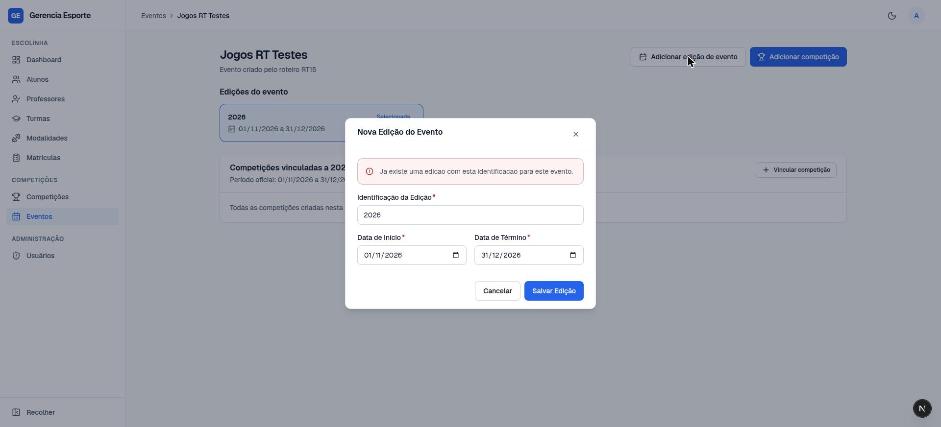 GE Gerencia Esporte
Eventos > Jogos RT Testes
A
ESCOLINHA
Dashboard
Alunos
Professores
Turmas
Modalidades
Matrículas
COMPETIÇÕES
Competições
Eventos
ADMINISTRAÇÃO
Usuários
Recolher
Jogos RT Testes
Evento criado pelo roteiro RT15
Adicionar edição de evento
Adicionar competição
Edições do evento
2026
Selecionada
01/11/2026 a 31/12/2026
Competições vinculadas a 202
Período oficial: 01/11/2026 a 31/12/2
Vincular competição
Todas as competições criadas nesta
Nova Edição do Evento
Ja existe uma edicao com esta identificacao para este evento.
Identificação da Edição*
2026
Data de Início* Data de Término*
01/11/2026 31/12/2026
Cancelar Salvar Edição
N